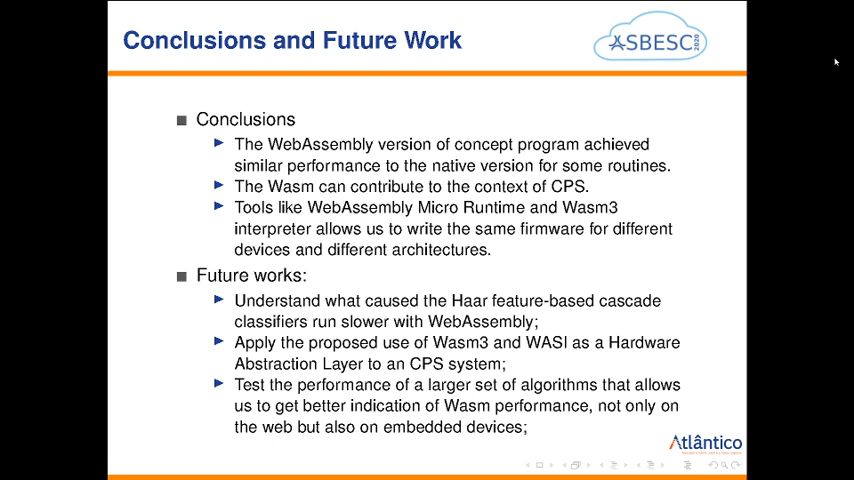 Conclusions and Future Work
SBESC
2020
Conclusions
The WebAssembly version of concept program achieved
similar performance to the native version for some routines.
The Wasm can contribute to the context of CPS.
Tools like WebAssembly Micro Runtime and Wasm3
interpreter allows us to write the same firmware for different
devices and different architectures.
Future works:
Understand what caused the Haar feature-based cascade
classifiers run slower with WebAssembly;
Apply the proposed use of Wasm3 and WASI as a Hardware
Abstraction Layer to an CPS system;
Test the performance of a larger set of algorithms that allows
us to get better indication of Wasm performance, not only on
the web but also on embedded devices;
Atlântico